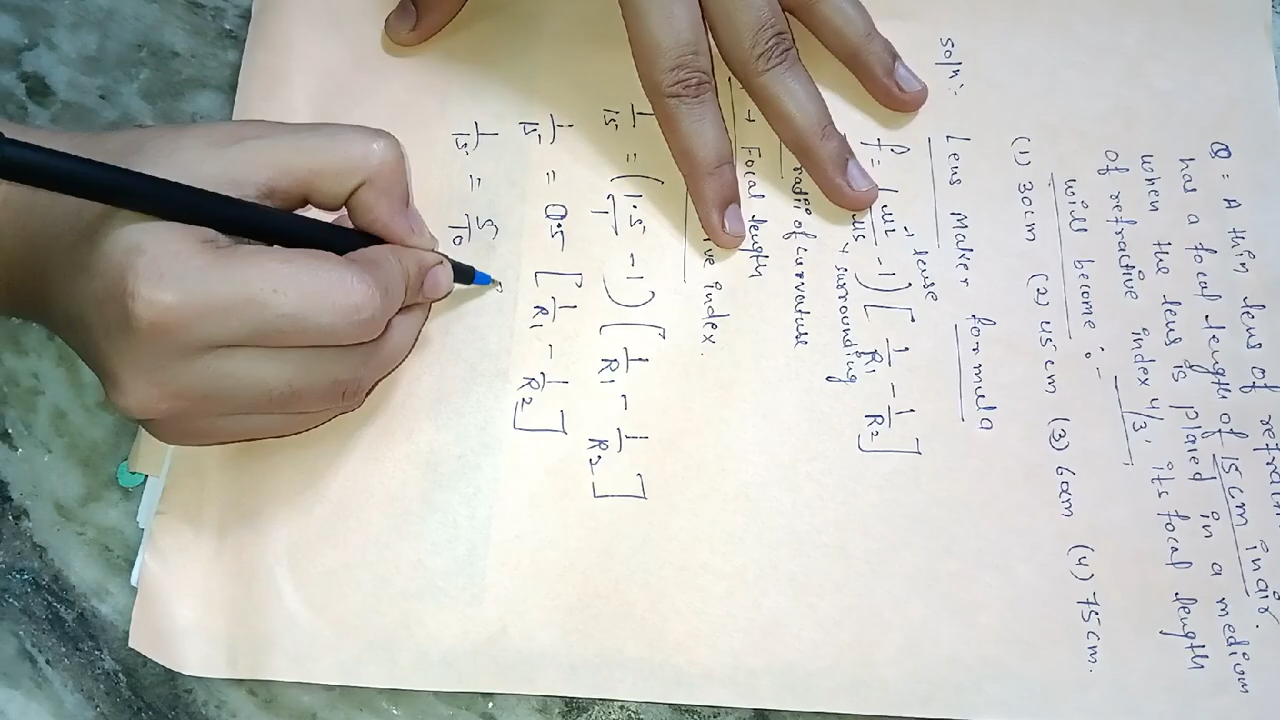 Q = A thin lens of
has a focal length of 15cm in air.
when the lens is placed in a medium
of refractive index 4/3, its focal length
will become :-
(1) 30cm (2) 45cm (3) 60cm (4) 75cm.
Soln:- Lens Maker formula
lense
f = ( μ2 / μs - 1 ) [ 1/R1 - 1/R2 ]
surrounding
radii of curvature
→ Focal length
ive index.
1/15 = ( 1.5/1 - 1 ) [ 1/R1 - 1/R2 ]
1/15 = 0.5 [ 1/R1 - 1/R2 ]
1/15 = 5/10